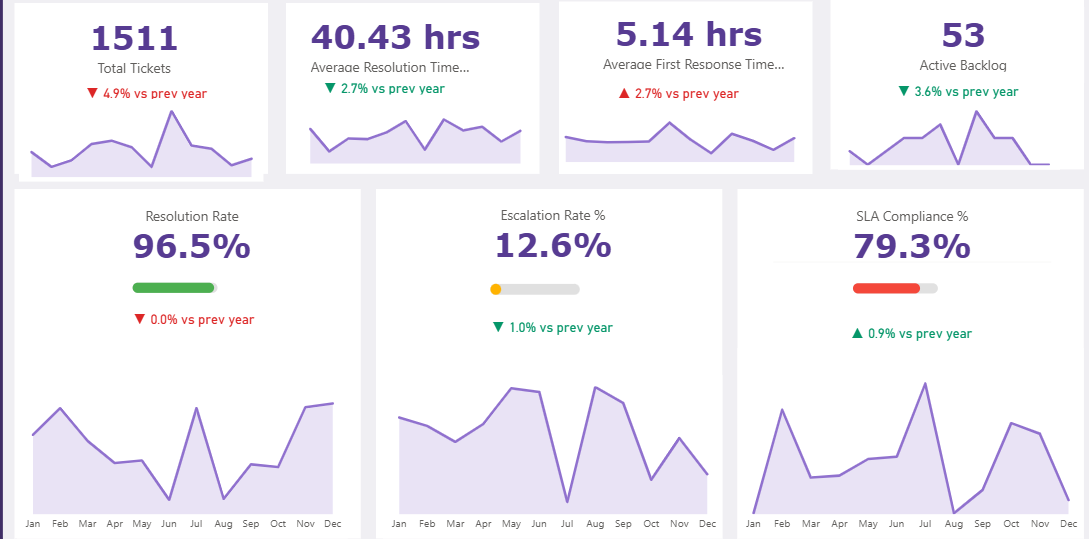 1511
Total Tickets
▼ 4.9% vs prev year
40.43 hrs
Average Resolution Time...
▼ 2.7% vs prev year
5.14 hrs
Average First Response Time...
▲ 2.7% vs prev year
53
Active Backlog
▼ 3.6% vs prev year
Resolution Rate
96.5%
▼ 0.0% vs prev year
Jan Feb Mar Apr May Jun Jul Aug Sep Oct Nov Dec
Escalation Rate %
12.6%
▼ 1.0% vs prev year
Jan Feb Mar Apr May Jun Jul Aug Sep Oct Nov Dec
SLA Compliance %
79.3%
▲ 0.9% vs prev year
Jan Feb Mar Apr May Jun Jul Aug Sep Oct Nov Dec